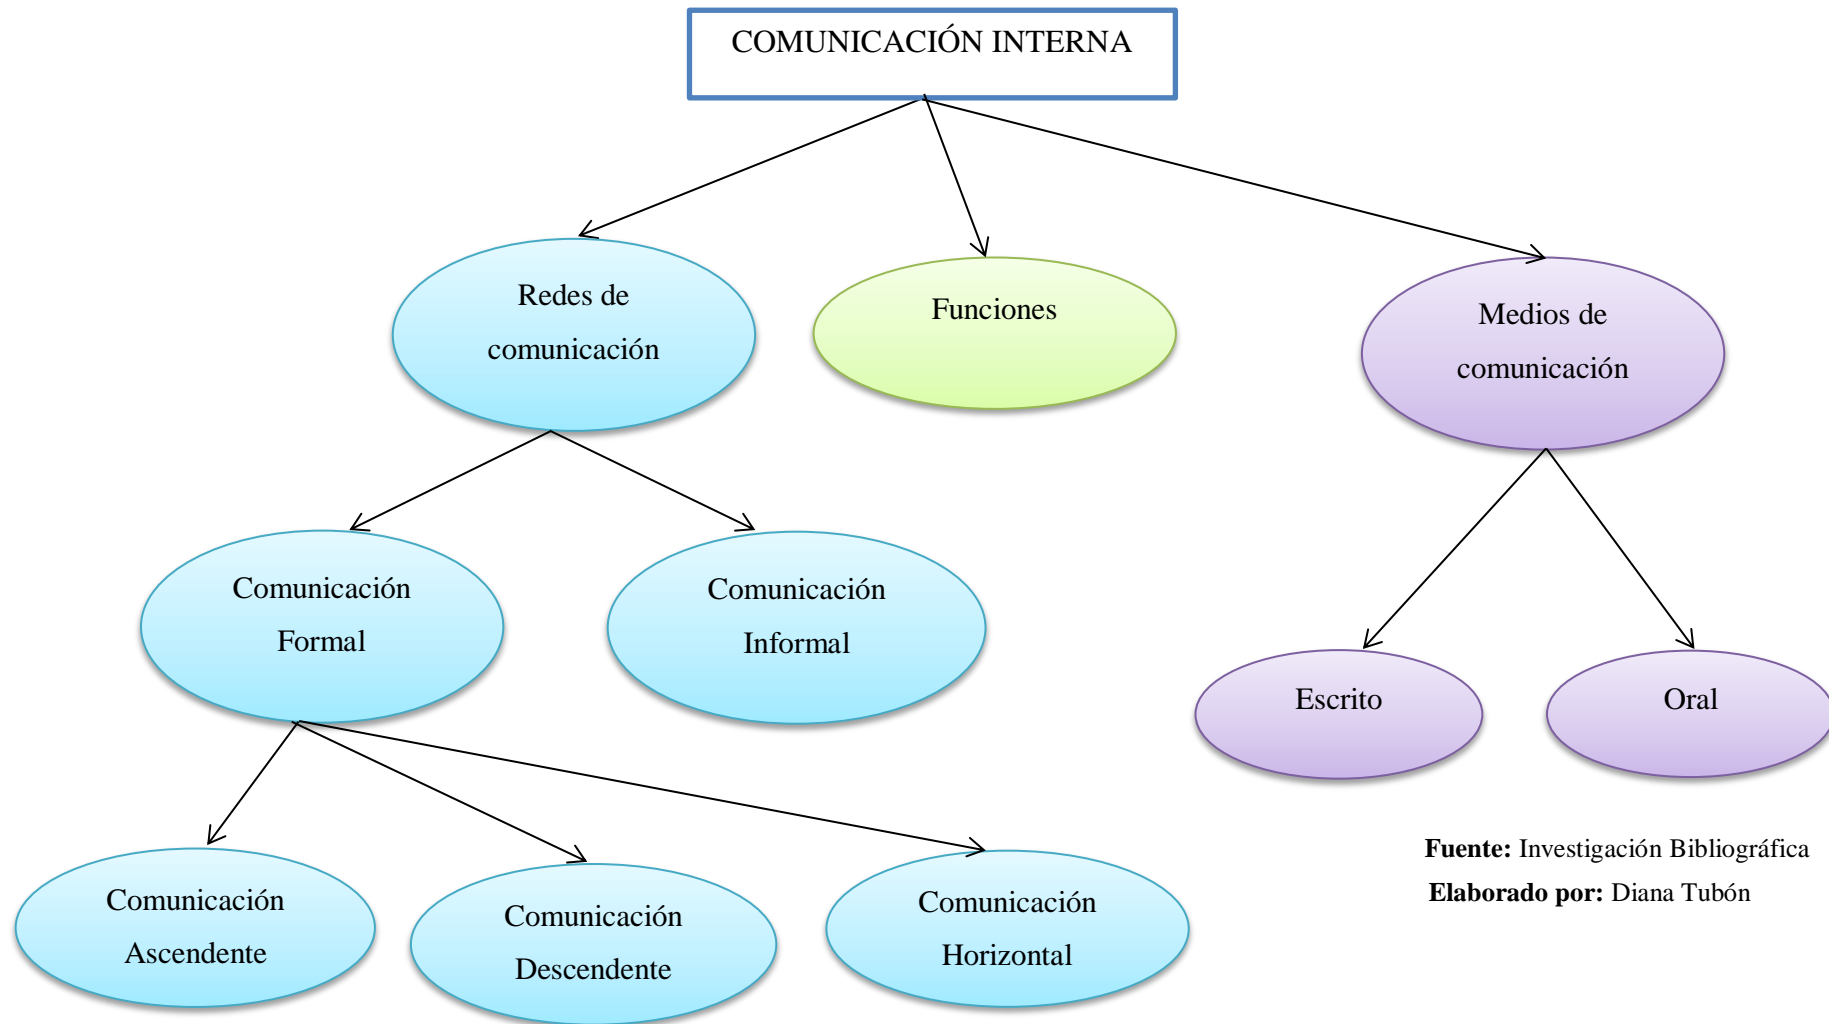 COMUNICACIÓN INTERNA
Redes de
comunicación
Funciones
Medios de
comunicación
Comunicación
Formal
Comunicación
Informal
Escrito
Oral
Comunicación
Ascendente
Comunicación
Descendente
Comunicación
Horizontal
Fuente: Investigación Bibliográfica
Elaborado por: Diana Tubón